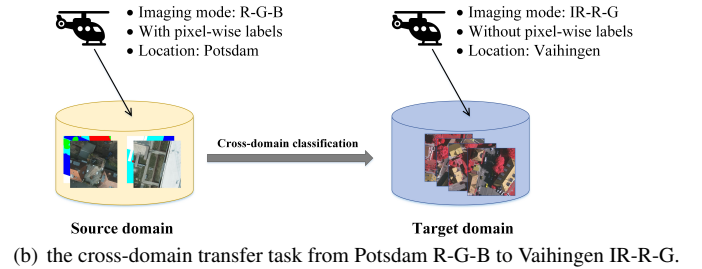 • Imaging mode: R-G-B
• With pixel-wise labels
• Location: Potsdam
• Imaging mode: IR-R-G
• Without pixel-wise labels
• Location: Vaihingen
Cross-domain classification
Source domain
Target domain
(b) the cross-domain transfer task from Potsdam R-G-B to Vaihingen IR-R-G.